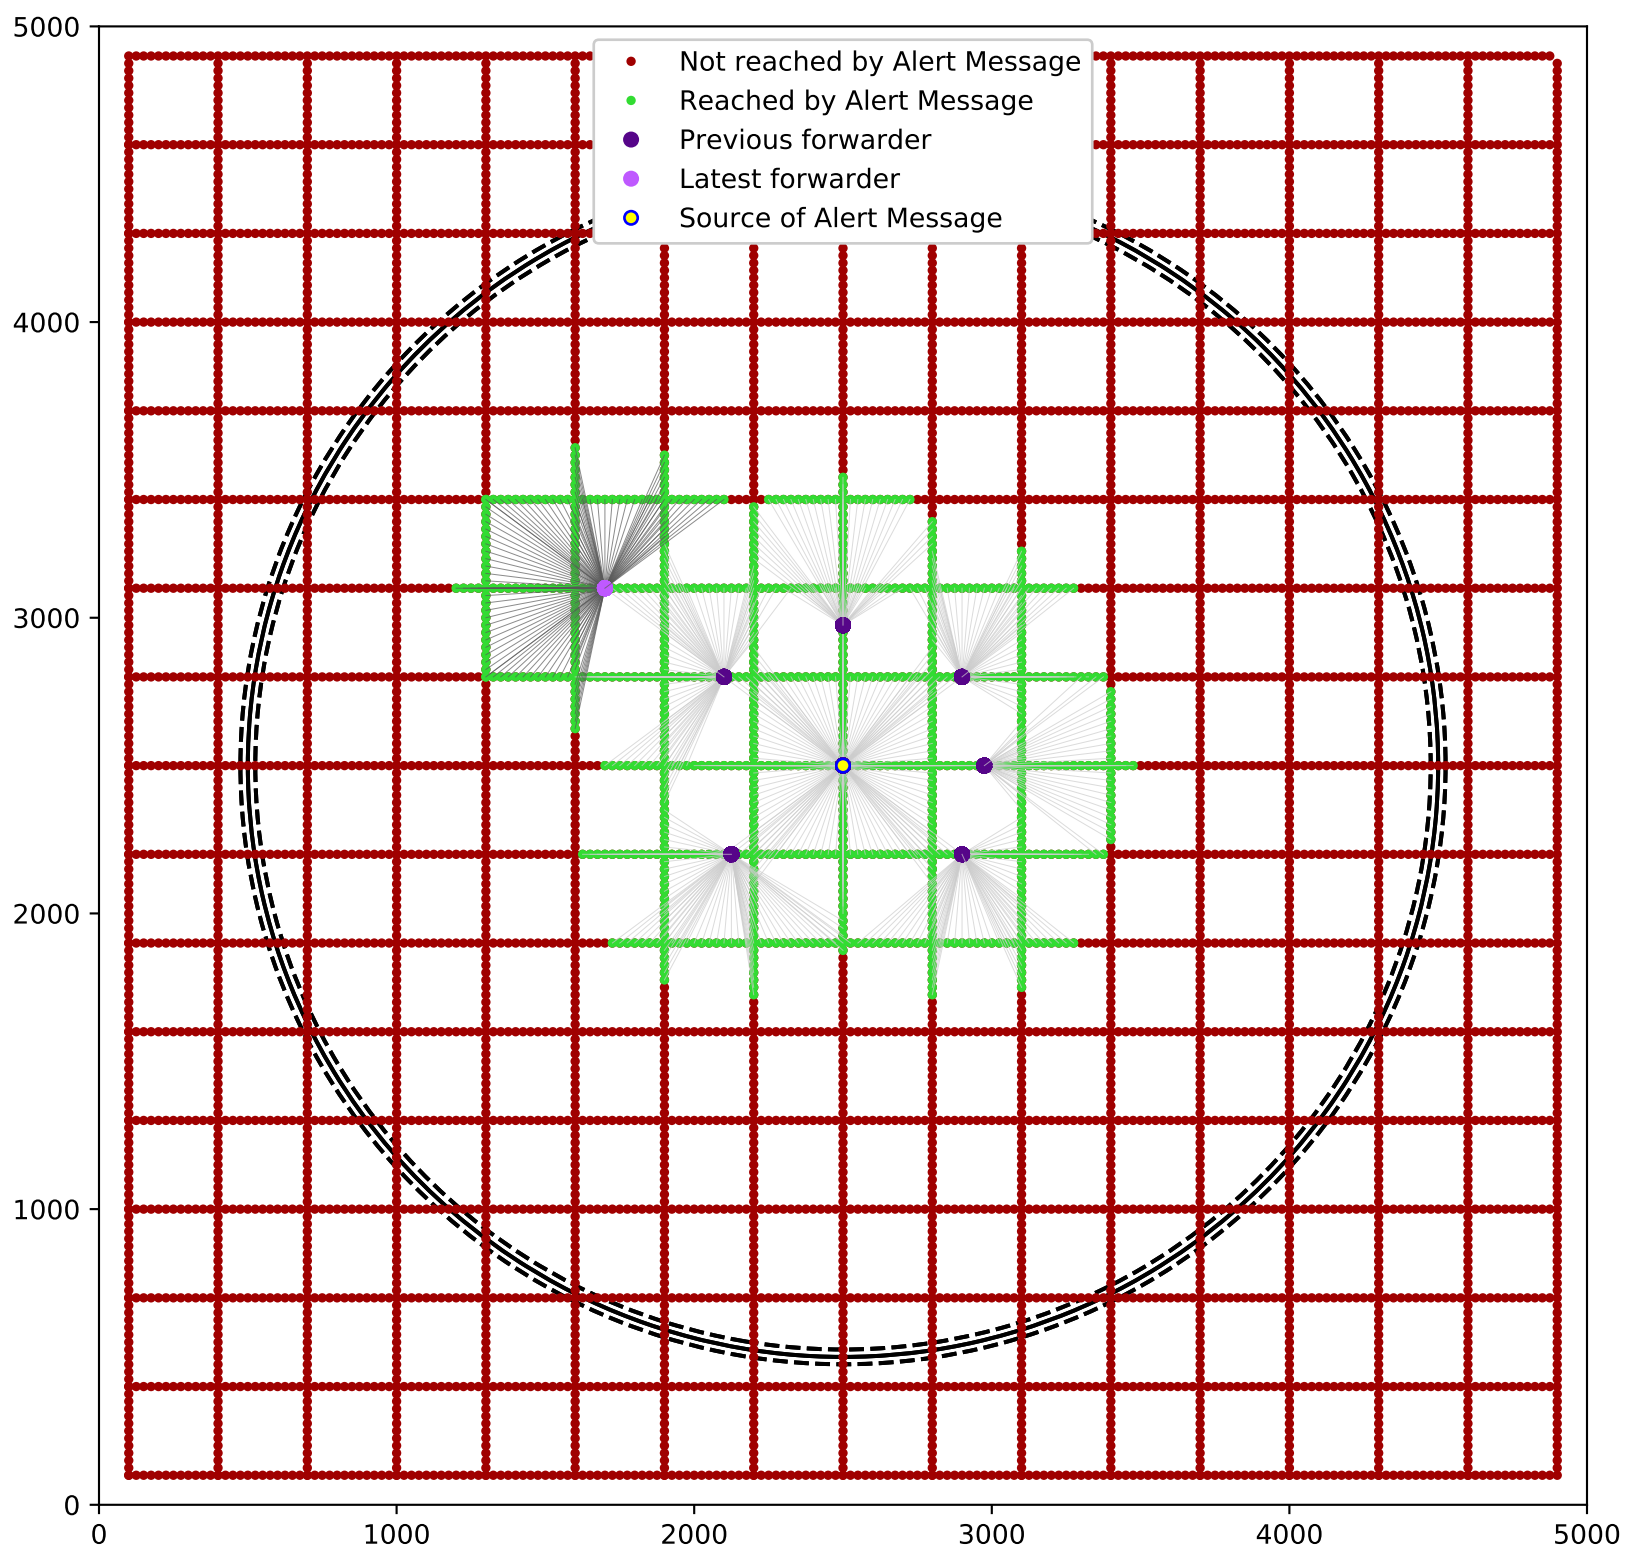 5000
4000
3000
2000
1000
0
Not reached by Alert Message
Reached by Alert Message
Previous forwarder
Latest forwarder
Source of Alert Message
0 1000 2000 3000 4000 5000